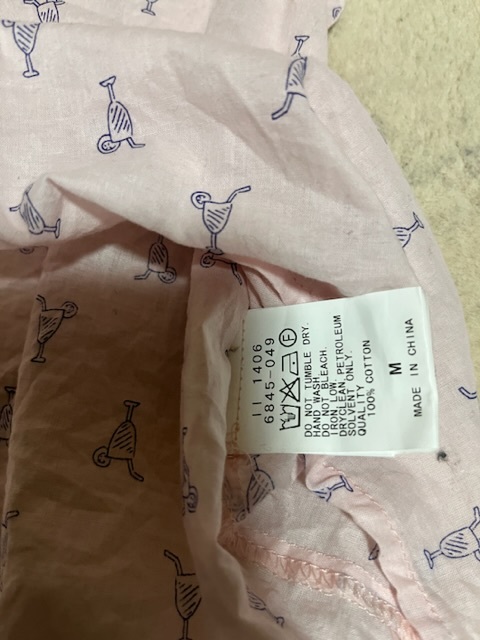 II 1406
6845-049
F
DO NOT TUMBLE DRY.
HAND WASH
DO NOT BLEACH.
IRON, LOW.
DRYCLEAN, PETROLEUM
SOLVENT ONLY.
QUALITY
100% COTTON
M
MADE IN CHINA